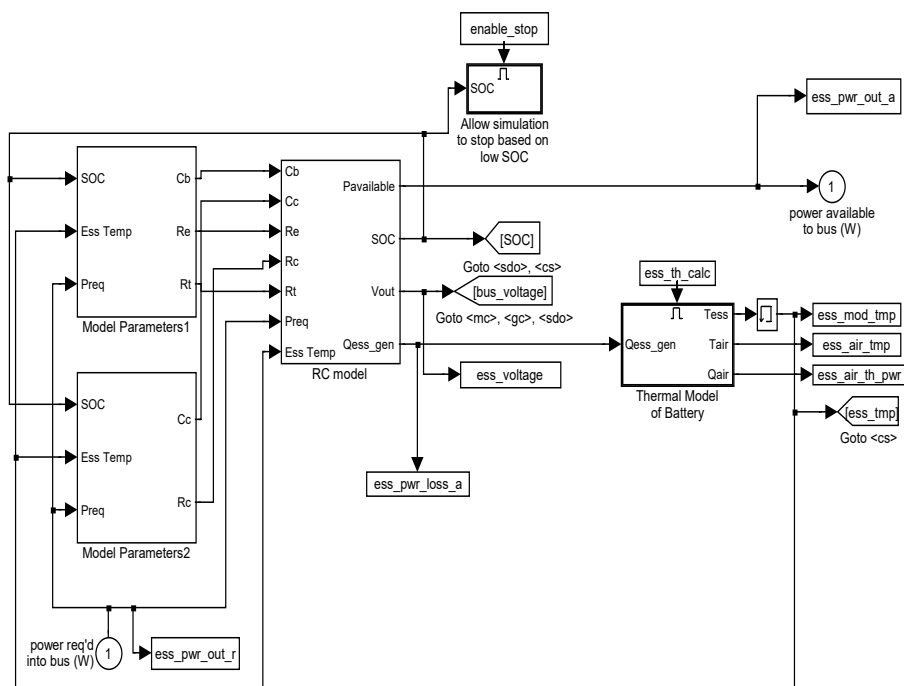 enable_stop
SOC
Allow simulation
to stop based on
low SOC
ess_pwr_out_a
1
power available
to bus (W)
SOC
Ess Temp
Preq
Cb
Re
Rt
Model Parameters1
Cb
Cc
Re
Rc
Rt
Preq
Ess Temp
Pavailable
SOC
Vout
Qess_gen
RC model
[SOC]
Goto <sdo>, <cs>
[bus_voltage]
Goto <mc>, <gc>, <sdo>
ess_voltage
ess_pwr_loss_a
ess_th_calc
Qess_gen
Tess
Tair
Qair
Thermal Model
of Battery
ess_mod_tmp
ess_air_tmp
ess_air_th_pwr
[ess_tmp]
Goto <cs>
SOC
Ess Temp
Preq
Cc
Rc
Model Parameters2
power req'd
into bus (W)
1
ess_pwr_out_r